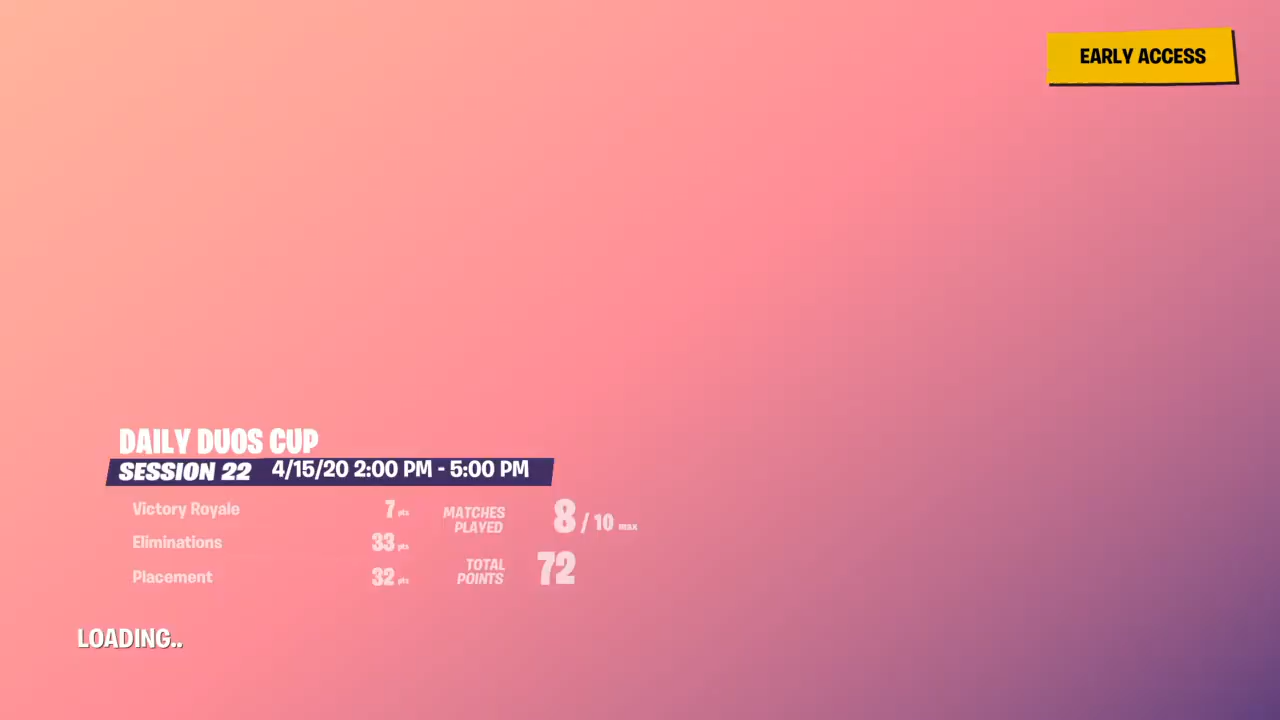 EARLY ACCESS
DAILY DUOS CUP
SESSION 22 4/15/20 2:00 PM - 5:00 PM
Victory Royale 7 pts
Eliminations 33 pts
Placement 32 pts
MATCHES PLAYED 8 / 10 max
TOTAL POINTS 72
LOADING..